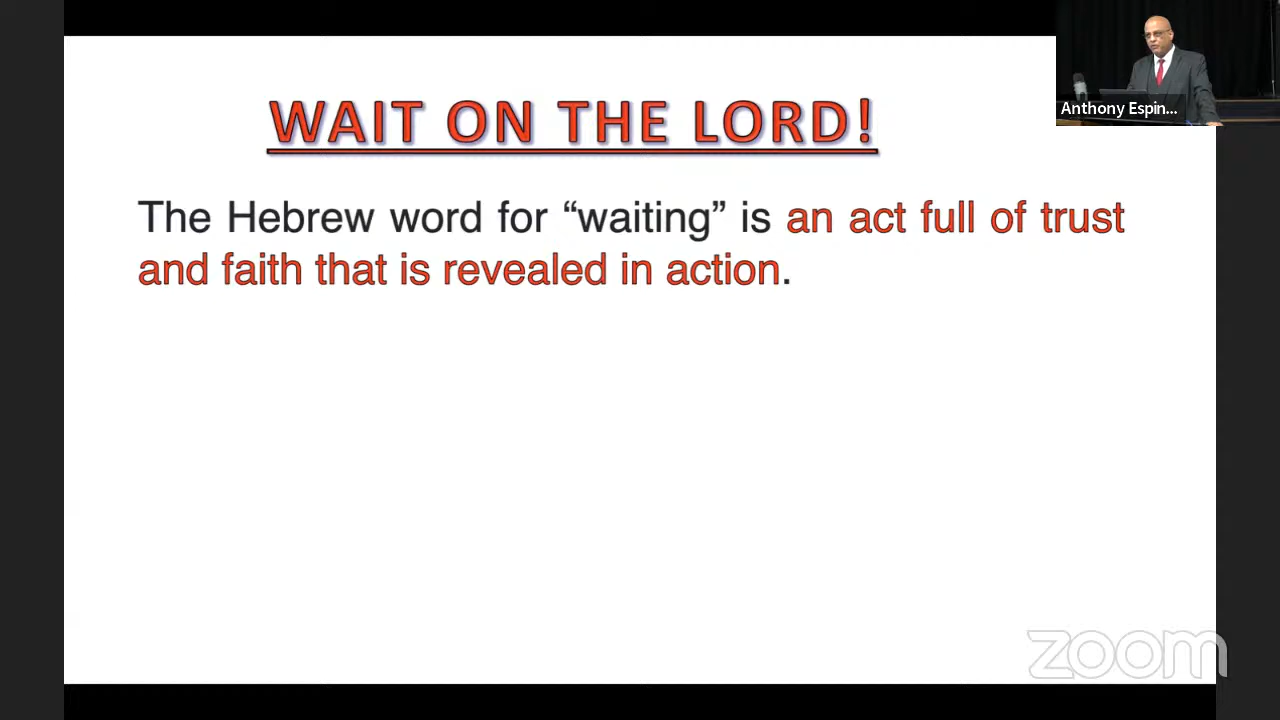 WAIT ON THE LORD!
Anthony Espin...
The Hebrew word for “waiting” is an act full of trust
and faith that is revealed in action.
zoom